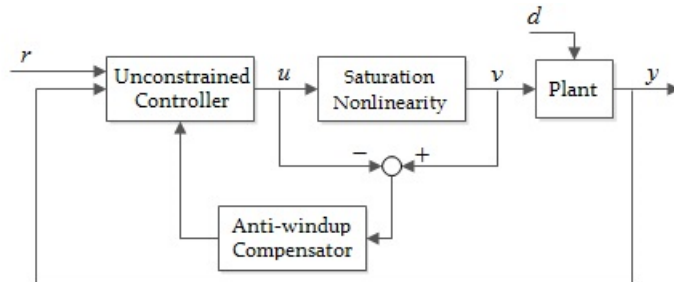 d
r
Unconstrained
Controller
u
Saturation
Nonlinearity
v
Plant
y
− +
Anti-windup
Compensator